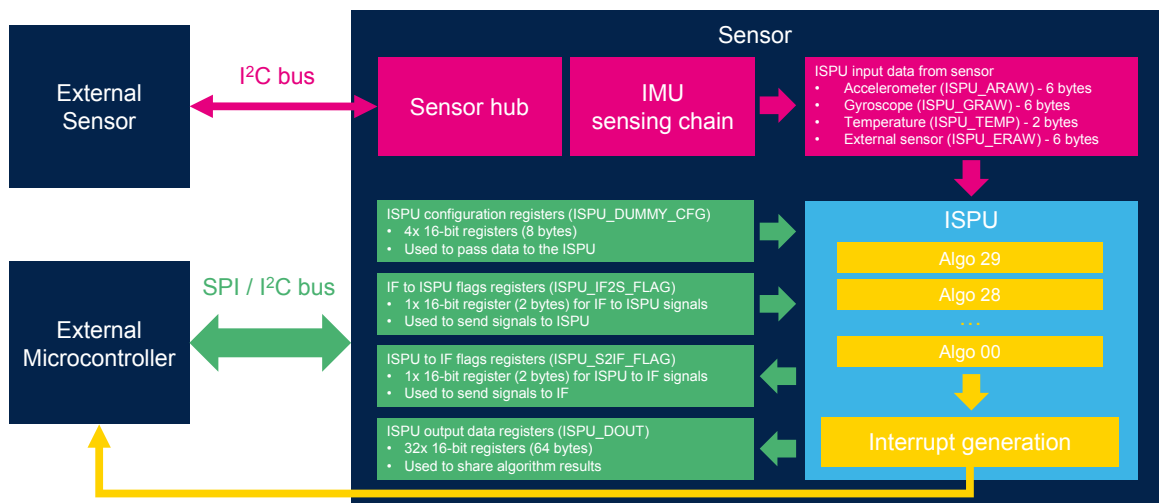 Sensor
External
Sensor
I²C bus
Sensor hub
IMU
sensing chain
ISPU input data from sensor
• Accelerometer (ISPU_ARAW) - 6 bytes
• Gyroscope (ISPU_GRAW) - 6 bytes
• Temperature (ISPU_TEMP) - 2 bytes
• External sensor (ISPU_ERAW) - 6 bytes
External
Microcontroller
SPI / I²C bus
ISPU configuration registers (ISPU_DUMMY_CFG)
• 4x 16-bit registers (8 bytes)
• Used to pass data to the ISPU
IF to ISPU flags registers (ISPU_IF2S_FLAG)
• 1x 16-bit register (2 bytes) for IF to ISPU signals
• Used to send signals to ISPU
ISPU to IF flags registers (ISPU_S2IF_FLAG)
• 1x 16-bit register (2 bytes) for ISPU to IF signals
• Used to send signals to IF
ISPU output data registers (ISPU_DOUT)
• 32x 16-bit registers (64 bytes)
• Used to share algorithm results
ISPU
Algo 29
Algo 28
...
Algo 00
Interrupt generation